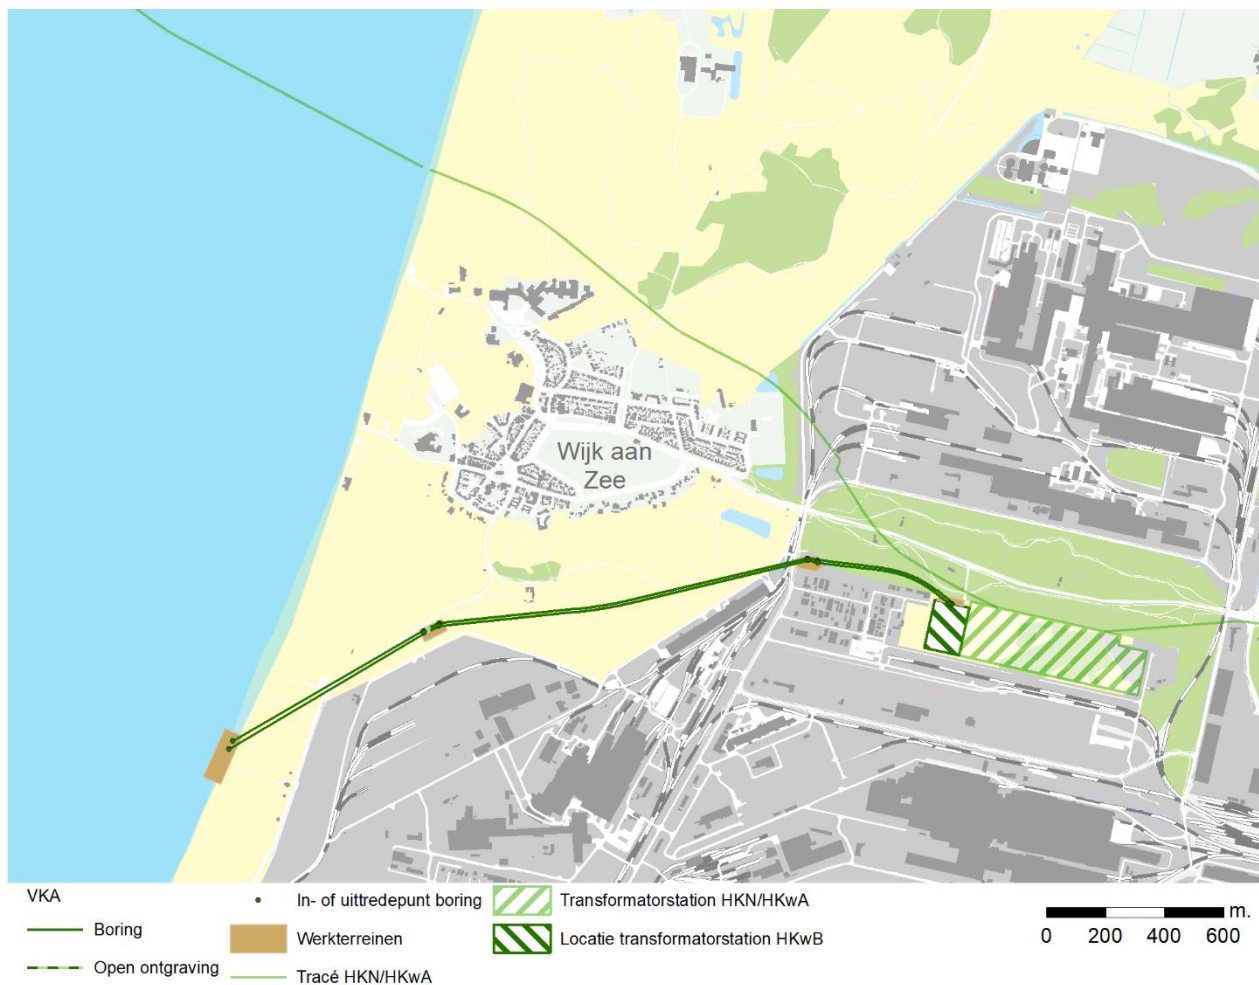 Wijk aan
Zee
VKA
Boring
Open ontgraving
In- of uittredepunt boring
Werkterreinen
Tracé HKN/HKwA
Transformatorstation HKN/HKwA
Locatie transformatorstation HKwB
m.
0 200 400 600